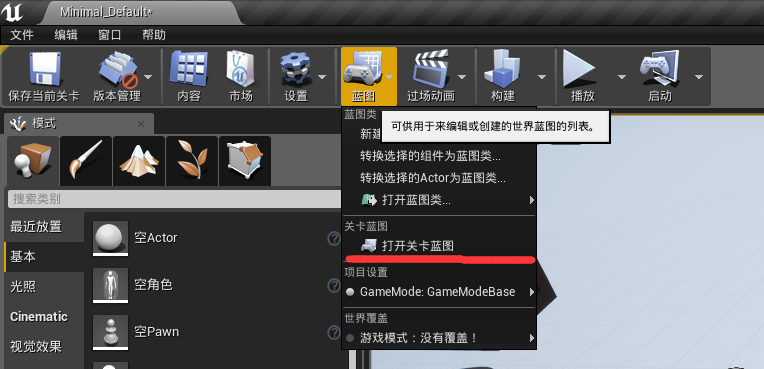 Minimal_Default*
文件 编辑 窗口 帮助
保存当前关卡 版本管理 内容 市场 设置 蓝图 过场动画 构建 播放 启动
模式
蓝图类
可供用于来编辑或创建的世界蓝图的列表。
新建
转换选择的组件为蓝图类...
转换选择的Actor为蓝图类...
搜索类别
打开蓝图类...
最近放置
关卡蓝图
空Actor
打开关卡蓝图
基本
项目设置
光照
空角色
GameMode: GameModeBase
Cinematic
世界覆盖
空Pawn
游戏模式：没有覆盖！
视觉效果